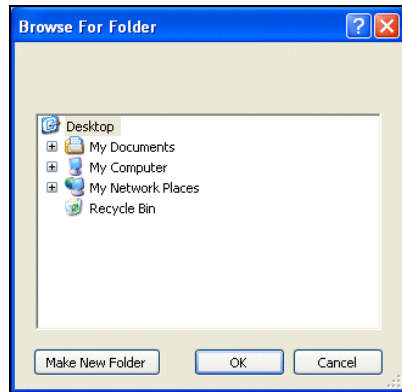 Browse For Folder
Desktop
My Documents
My Computer
My Network Places
Recycle Bin
Make New Folder
OK
Cancel